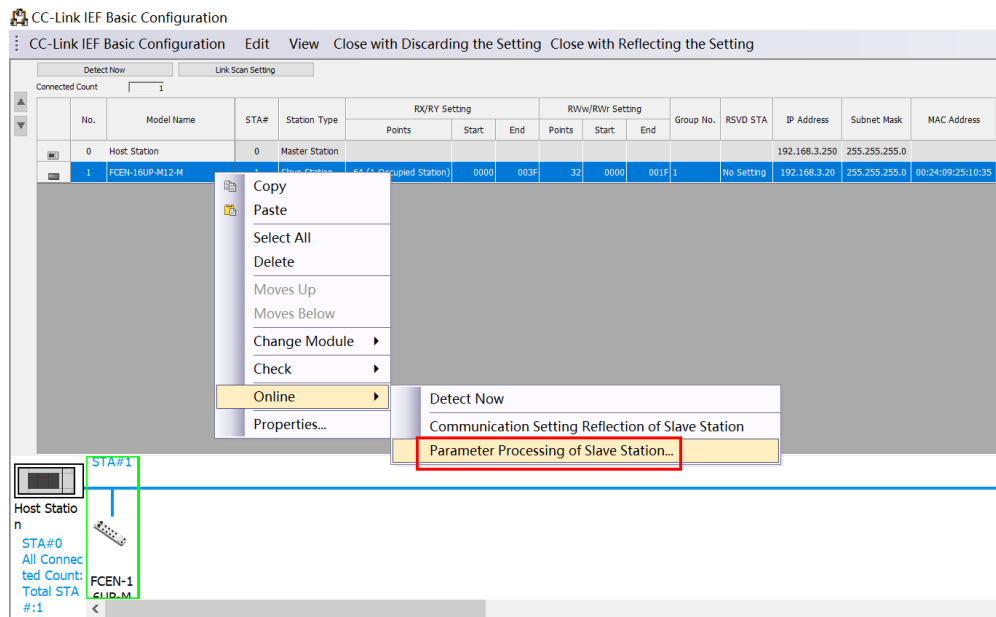 CC-Link IEF Basic Configuration
CC-Link IEF Basic Configuration Edit View Close with Discarding the Setting Close with Reflecting the Setting
Detect Now Link Scan Setting
Connected Count 1
No. Model Name STA# Station Type RX/RY Setting RWw/RWr Setting Group No. RSVD STA IP Address Subnet Mask MAC Address
Points Start End Points Start End
0 Host Station 0 Master Station 192.168.3.250 255.255.255.0
1 FCEN-16UP-M12-M 1 Slave Station 64 (1 Occupied Station) 0000 003F 32 0000 001F 1 No Setting 192.168.3.20 255.255.255.0 00:24:09:25:10:35
Copy
Paste
Select All
Delete
Moves Up
Moves Below
Change Module
Check
Online
Properties...
Detect Now
Communication Setting Reflection of Slave Station
Parameter Processing of Slave Station...
STA#1
Host Statio
n
STA#0
All Connec
ted Count:
Total STA
#:1
FCEN-1
6UP-M